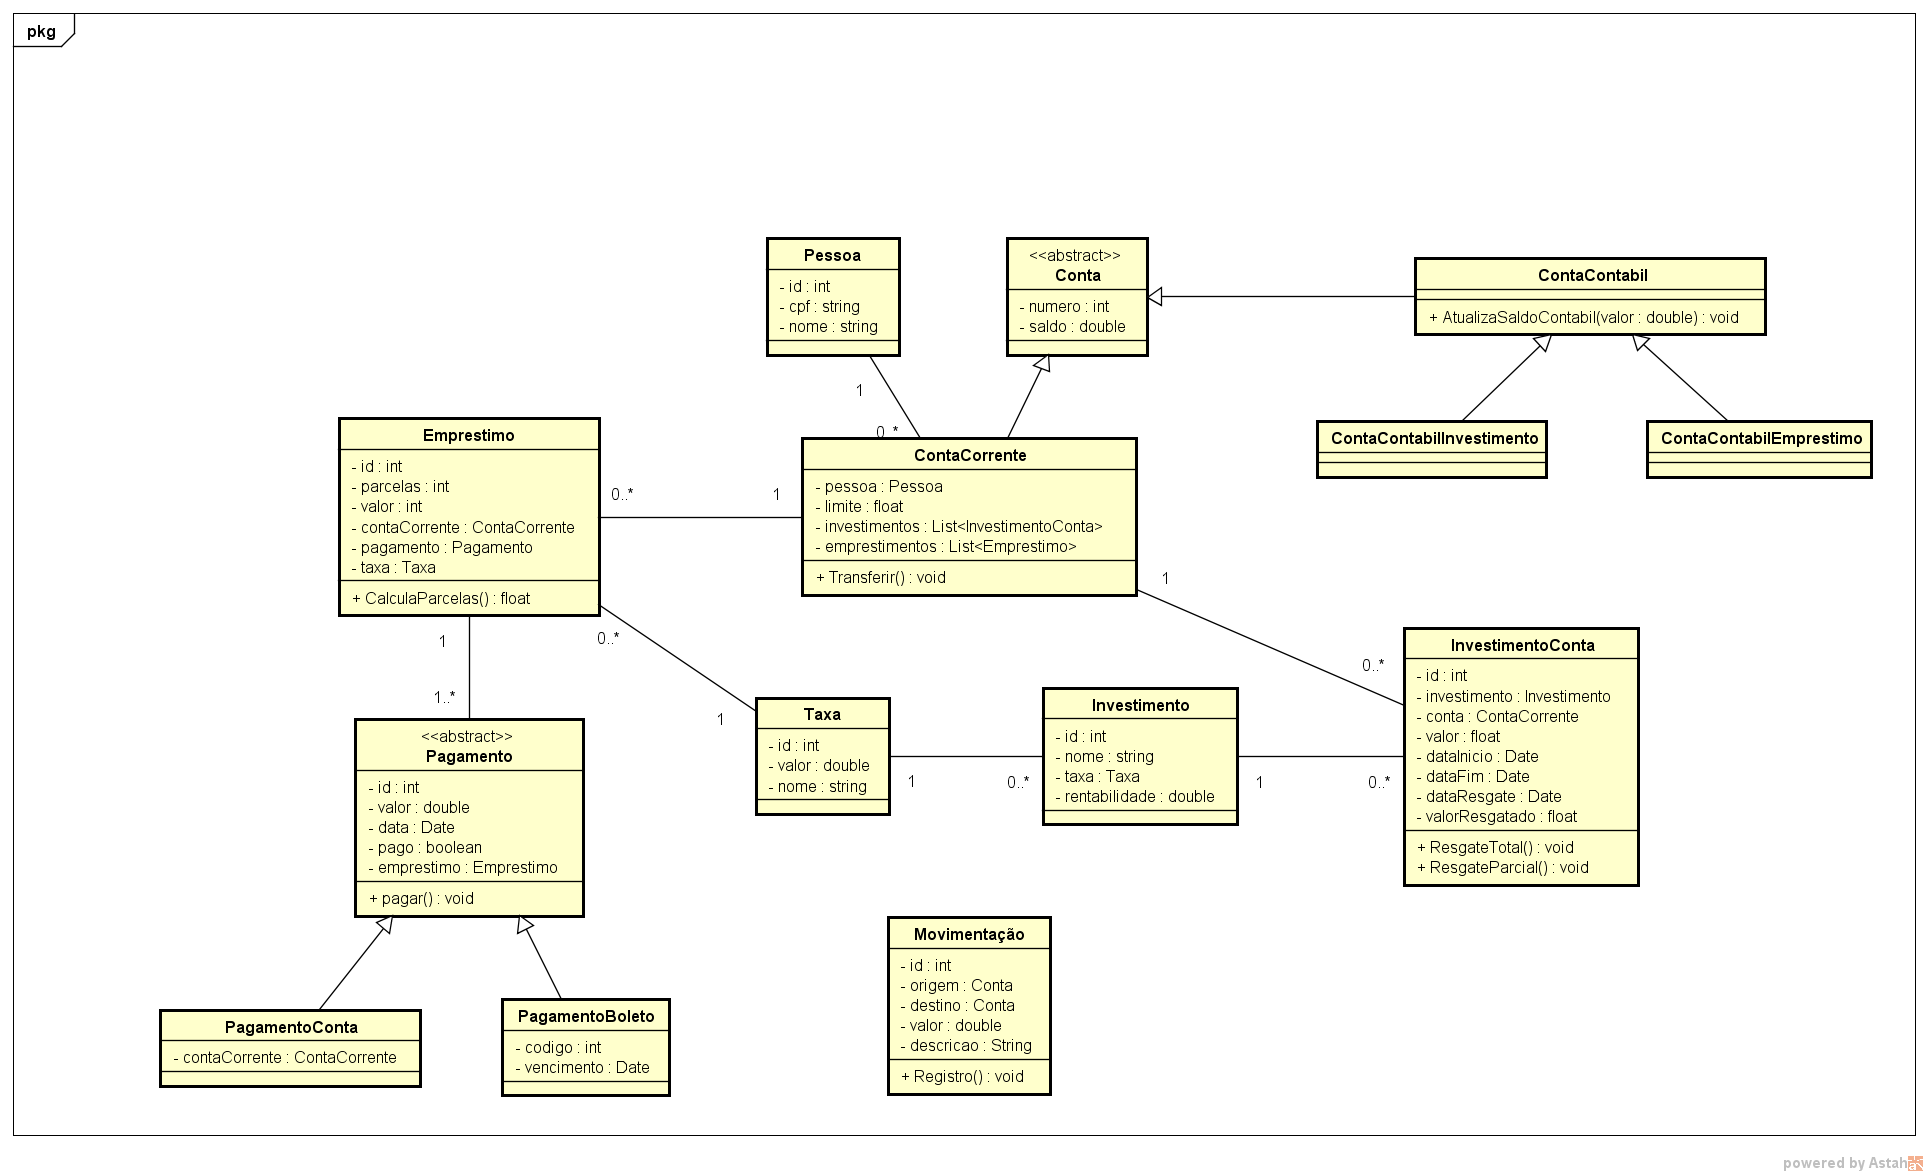 pkg
Pessoa
- id : int
- cpf : string
- nome : string
<<abstract>>
Conta
- numero : int
- saldo : double
ContaContabil
+ AtualizaSaldoContabil(valor : double) : void
1
0..*
ContaContabilInvestimento
ContaContabilEmprestimo
Emprestimo
- id : int
- parcelas : int
- valor : int
- contaCorrente : ContaCorrente
- pagamento : Pagamento
- taxa : Taxa
+ CalculaParcelas() : float
0..*
1
ContaCorrente
- pessoa : Pessoa
- limite : float
- investimentos : List<InvestimentoConta>
- emprestimentos : List<Emprestimo>
+ Transferir() : void
1
0..*
1
1..*
0..*
1
Taxa
- id : int
- valor : double
- nome : string
1
0..*
Investimento
- id : int
- nome : string
- taxa : Taxa
- rentabilidade : double
1
0..*
InvestimentoConta
- id : int
- investimento : Investimento
- conta : ContaCorrente
- valor : float
- dataInicio : Date
- dataFim : Date
- dataResgate : Date
- valorResgatado : float
+ ResgateTotal() : void
+ ResgateParcial() : void
<<abstract>>
Pagamento
- id : int
- valor : double
- data : Date
- pago : boolean
- emprestimo : Emprestimo
+ pagar() : void
PagamentoConta
- contaCorrente : ContaCorrente
PagamentoBoleto
- codigo : int
- vencimento : Date
Movimentação
- id : int
- origem : Conta
- destino : Conta
- valor : double
- descricao : String
+ Registro() : void
powered by Astah